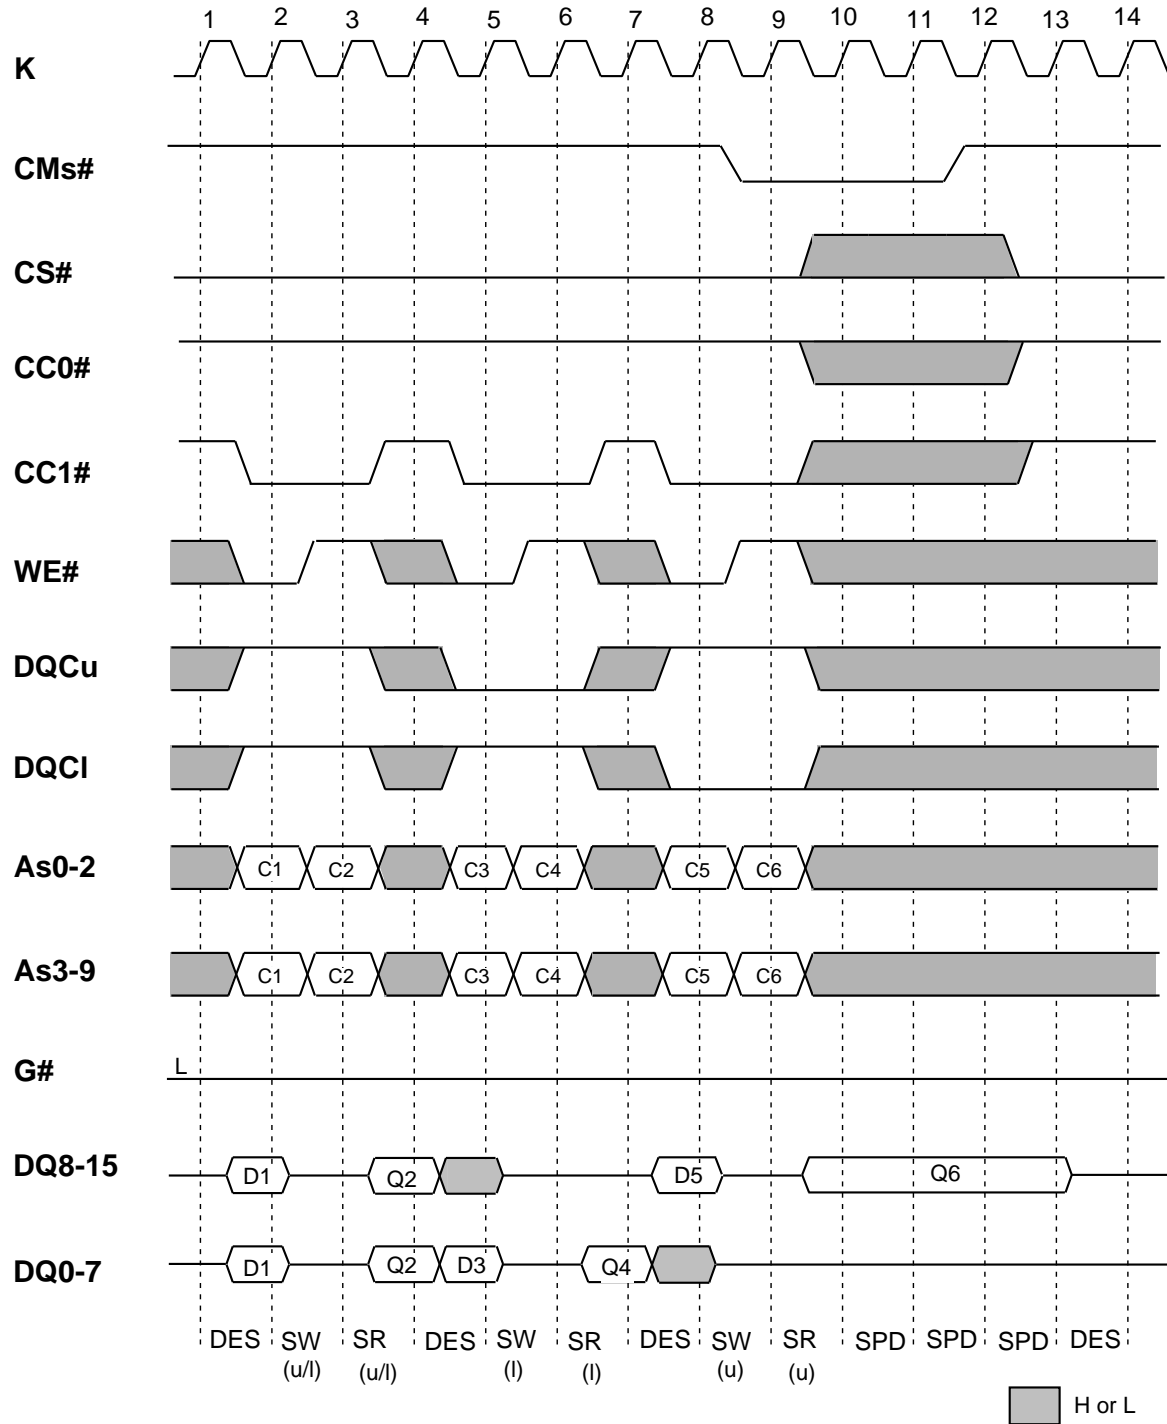 1 2 3 4 5 6 7 8 9 10 11 12 13 14
K
CMs#
CS#
CC0#
CC1#
WE#
DQCu
DQCl
As0-2 C1 C2 C3 C4 C5 C6
As3-9 C1 C2 C3 C4 C5 C6
G# L
DQ8-15 D1 Q2 D5 Q6
DQ0-7 D1 Q2 D3 Q4
DES SW SR DES SW SR DES SW SR SPD SPD SPD DES
(u/l) (u/l) (l) (l) (u) (u)
H or L